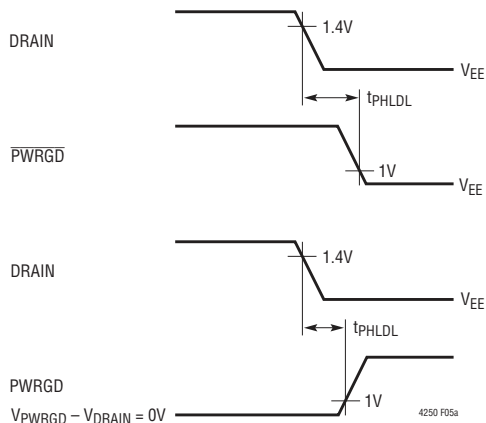 DRAIN
1.4V
VEE
tPHLDL
PWRGD
1V
VEE
DRAIN
1.4V
VEE
tPHLDL
PWRGD
1V
VPWRGD – VDRAIN = 0V
4250 F05a